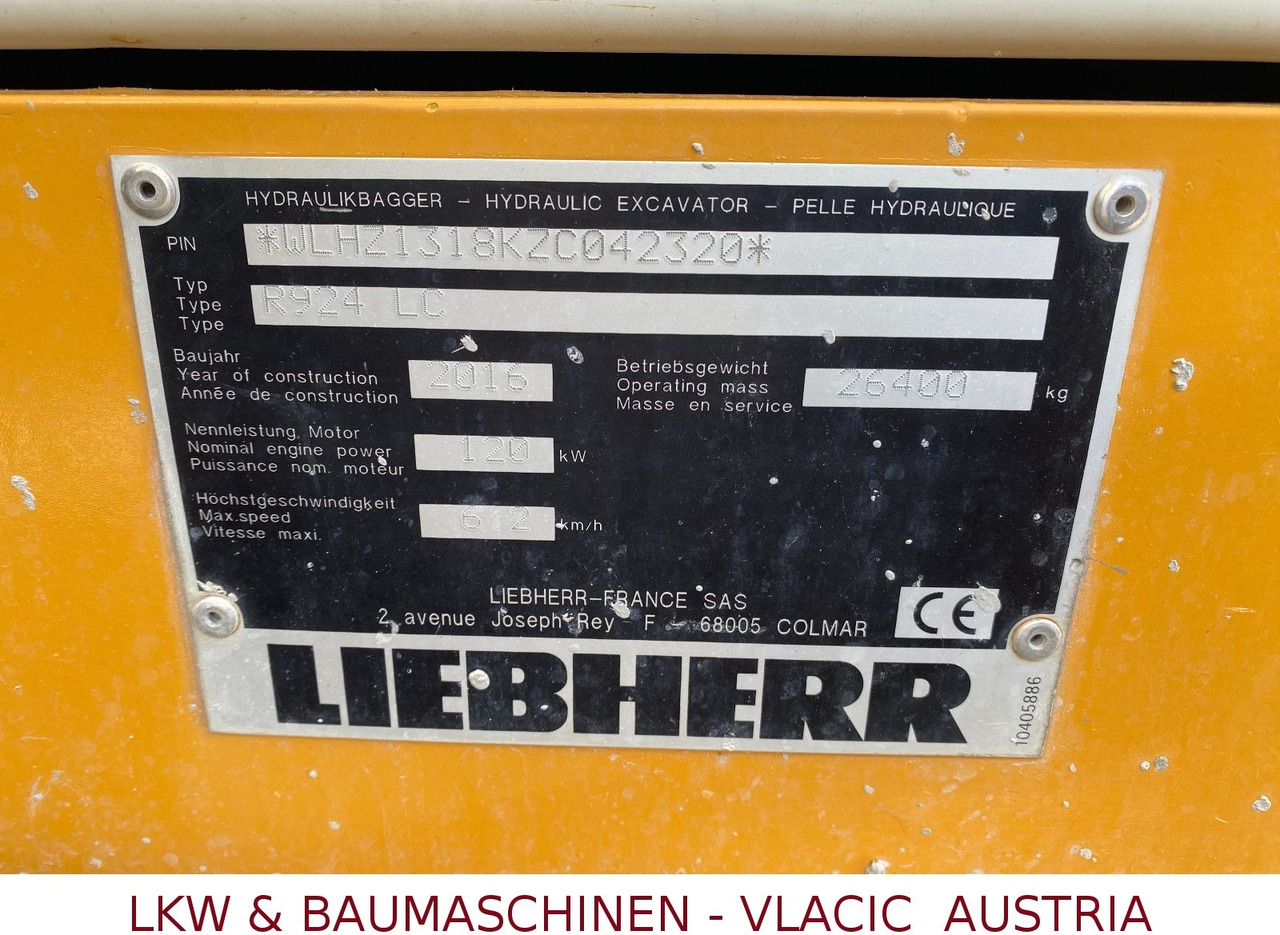 HYDRAULIKBAGGER - HYDRAULIC EXCAVATOR - PELLE HYDRAULIQUE
PIN *WLHZ1318KZC042320*
Typ
Type R924 LC
Type
Baujahr
Year of construction 2016
Année de construction
Betriebsgewicht
Operating mass 26400 kg
Masse en service
Nennleistung Motor
Nominal engine power 120 kW
Puissance nom. moteur
Höchstgeschwindigkeit
Max.speed 6.2 km/h
Vitesse maxi.
LIEBHERR-FRANCE SAS
2, avenue Joseph Rey F - 68005 COLMAR
CE
LIEBHERR
10405886
LKW & BAUMASCHINEN - VLACIC AUSTRIA